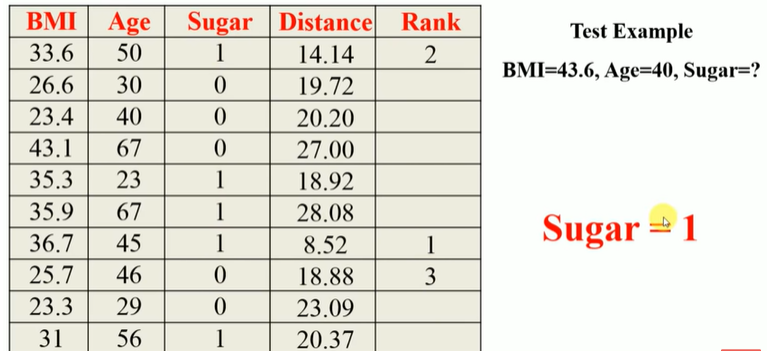 BMI Age Sugar Distance Rank
33.6 50 1 14.14 2
26.6 30 0 19.72
23.4 40 0 20.20
43.1 67 0 27.00
35.3 23 1 18.92
35.9 67 1 28.08
36.7 45 1 8.52 1
25.7 46 0 18.88 3
23.3 29 0 23.09
31 56 1 20.37
Test Example
BMI=43.6, Age=40, Sugar=?
Sugar = 1